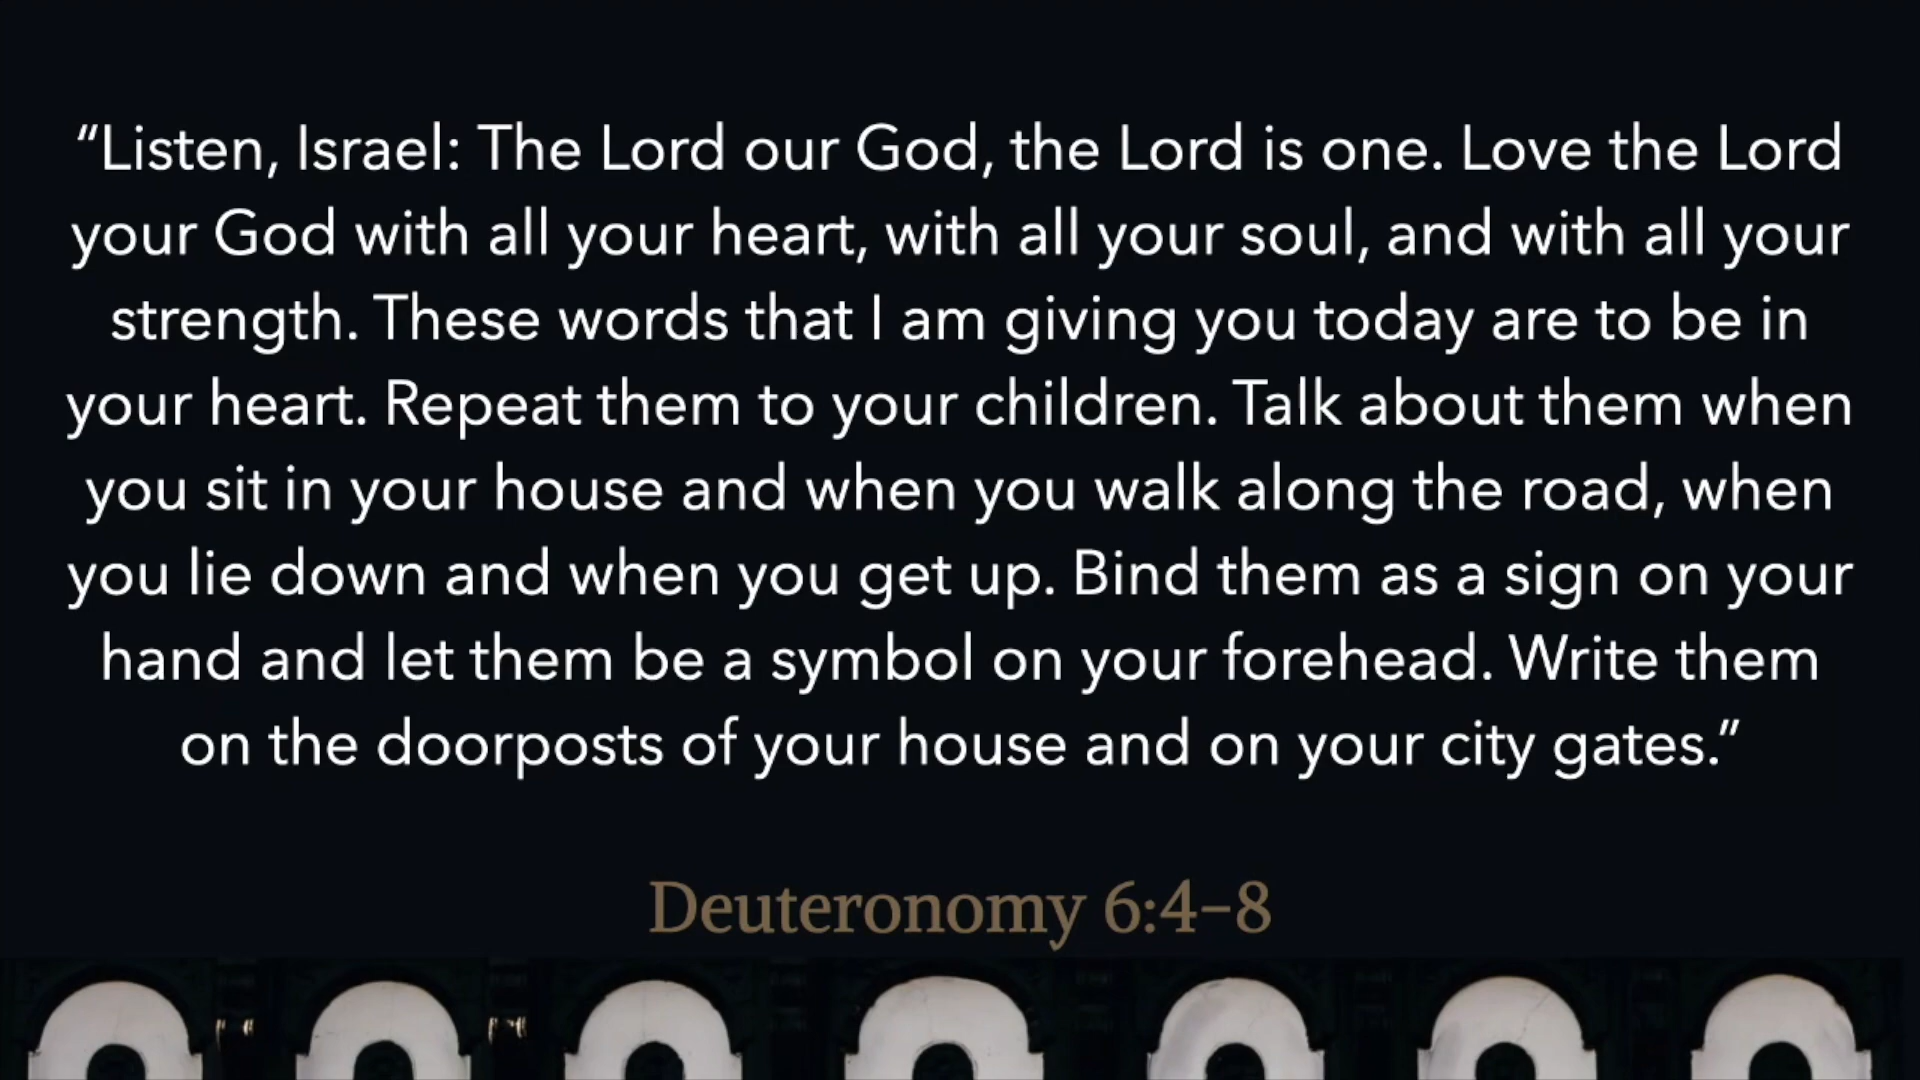 “Listen, Israel: The Lord our God, the Lord is one. Love the Lord
your God with all your heart, with all your soul, and with all your
strength. These words that I am giving you today are to be in
your heart. Repeat them to your children. Talk about them when
you sit in your house and when you walk along the road, when
you lie down and when you get up. Bind them as a sign on your
hand and let them be a symbol on your forehead. Write them
on the doorposts of your house and on your city gates.”
Deuteronomy 6:4–8